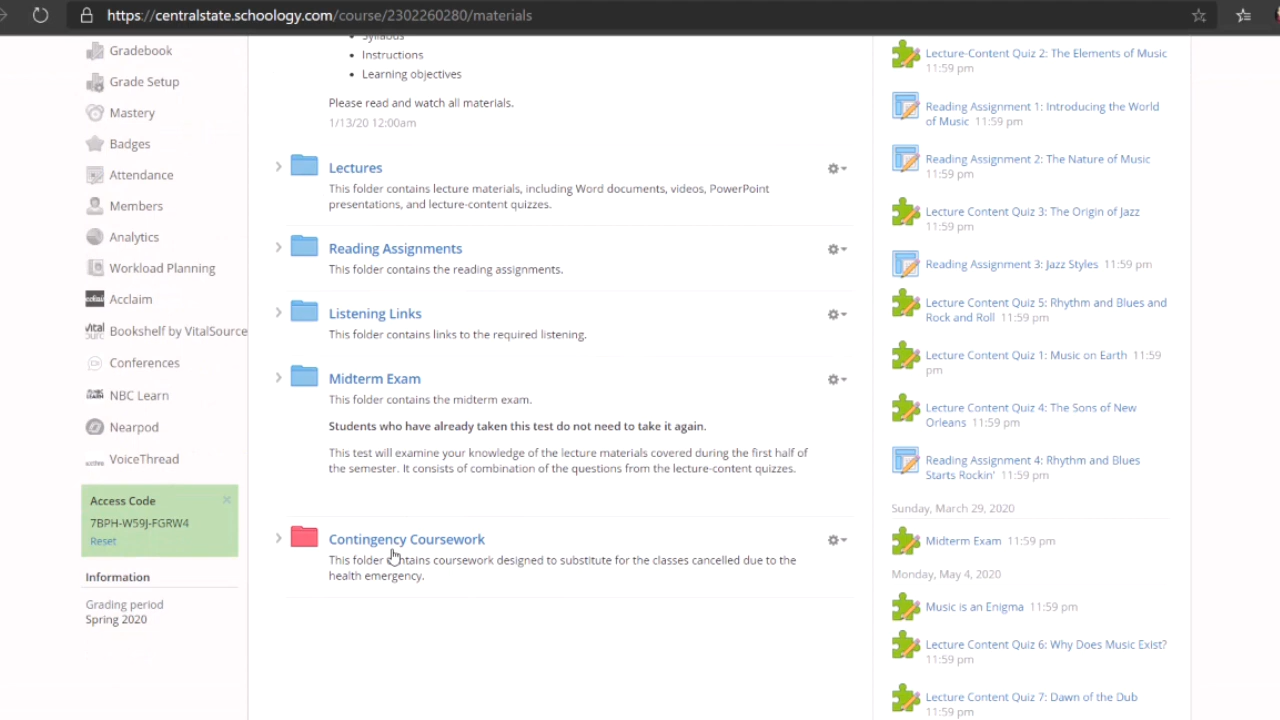 https://centralstate.schoology.com/course/2302260280/materials
Gradebook
Grade Setup
Mastery
Badges
Attendance
Members
Analytics
Workload Planning
acclaim Acclaim
Bookshelf by VitalSource
Conferences
NBC Learn
Nearpod
VoiceThread
Access Code
7BPH-W59J-FGRW4
Reset
Information
Grading period
Spring 2020
Syllabus
Instructions
Learning objectives
Please read and watch all materials.
1/13/20 12:00am
Lectures
This folder contains lecture materials, including Word documents, videos, PowerPoint
presentations, and lecture-content quizzes.
Reading Assignments
This folder contains the reading assignments.
Listening Links
This folder contains links to the required listening.
Midterm Exam
This folder contains the midterm exam.
Students who have already taken this test do not need to take it again.
This test will examine your knowledge of the lecture materials covered during the first half of
the semester. It consists of combination of the questions from the lecture-content quizzes.
Contingency Coursework
This folder contains coursework designed to substitute for the classes cancelled due to the
health emergency.
Lecture-Content Quiz 2: The Elements of Music
11:59 pm
Reading Assignment 1: Introducing the World
of Music 11:59 pm
Reading Assignment 2: The Nature of Music
11:59 pm
Lecture Content Quiz 3: The Origin of Jazz
11:59 pm
Reading Assignment 3: Jazz Styles 11:59 pm
Lecture Content Quiz 5: Rhythm and Blues and
Rock and Roll 11:59 pm
Lecture Content Quiz 1: Music on Earth 11:59
pm
Lecture Content Quiz 4: The Sons of New
Orleans 11:59 pm
Reading Assignment 4: Rhythm and Blues
Starts Rockin' 11:59 pm
Sunday, March 29, 2020
Midterm Exam 11:59 pm
Monday, May 4, 2020
Music is an Enigma 11:59 pm
Lecture Content Quiz 6: Why Does Music Exist?
11:59 pm
Lecture Content Quiz 7: Dawn of the Dub
11:59 pm